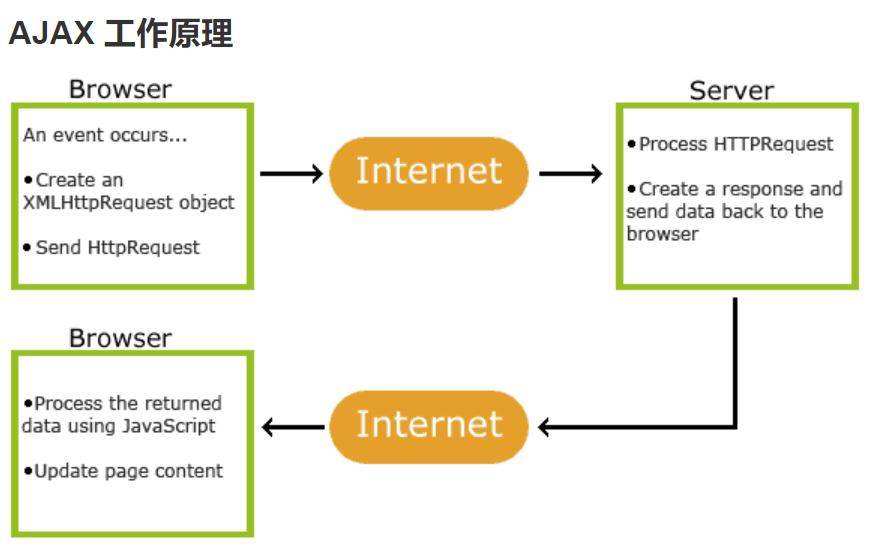 AJAX 工作原理
Browser
An event occurs...
•Create an
XMLHttpRequest object
• Send HttpRequest
Internet
Server
•Process HTTPRequest
•Create a response and
send data back to the
browser
Browser
•Process the returned
data using JavaScript
•Update page content
Internet